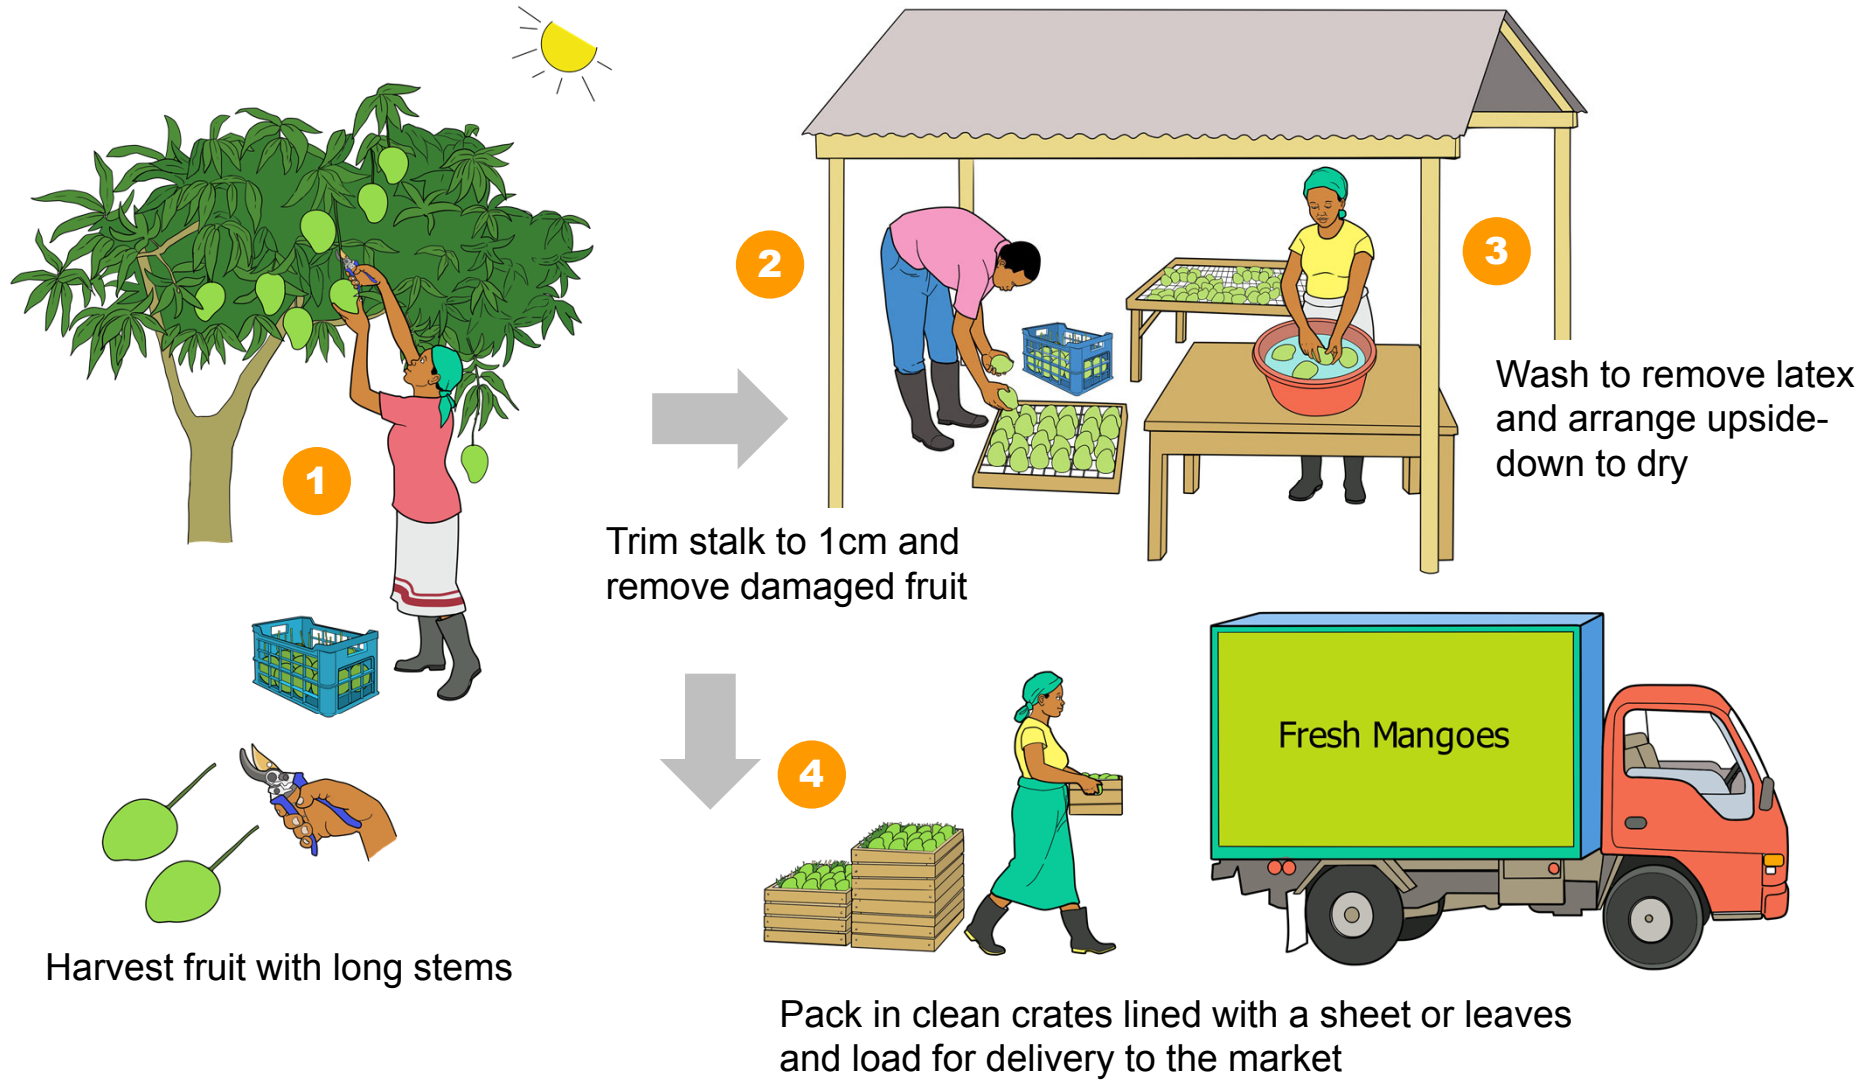 1
Harvest fruit with long stems
2
Trim stalk to 1cm and
remove damaged fruit
3
Wash to remove latex
and arrange upside-
down to dry
4
Fresh Mangoes
Pack in clean crates lined with a sheet or leaves
and load for delivery to the market